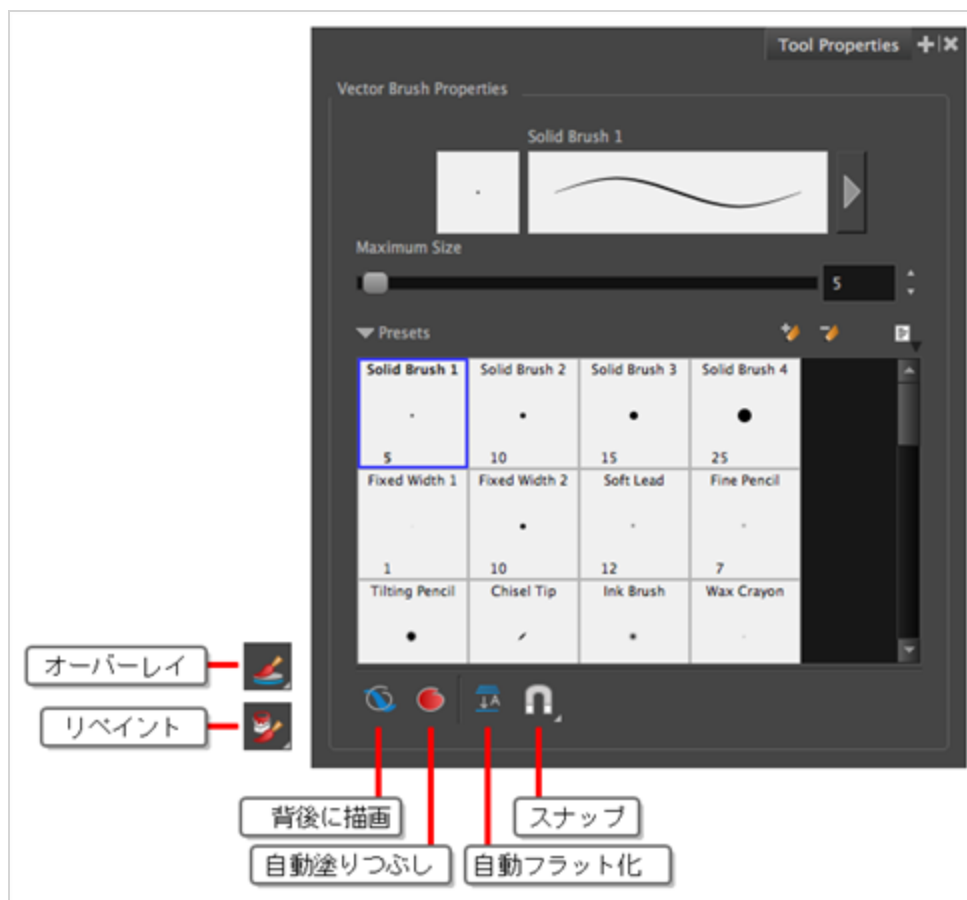 Tool Properties
Vector Brush Properties
Solid Brush 1
Maximum Size
5
Presets
Solid Brush 1 Solid Brush 2 Solid Brush 3 Solid Brush 4
5 10 15 25
Fixed Width 1 Fixed Width 2 Soft Lead Fine Pencil
1 10 12 7
Tilting Pencil Chisel Tip Ink Brush Wax Crayon
オーバーレイ
A
リペイント
背後に描画 スナップ
自動塗りつぶし 自動フラット化